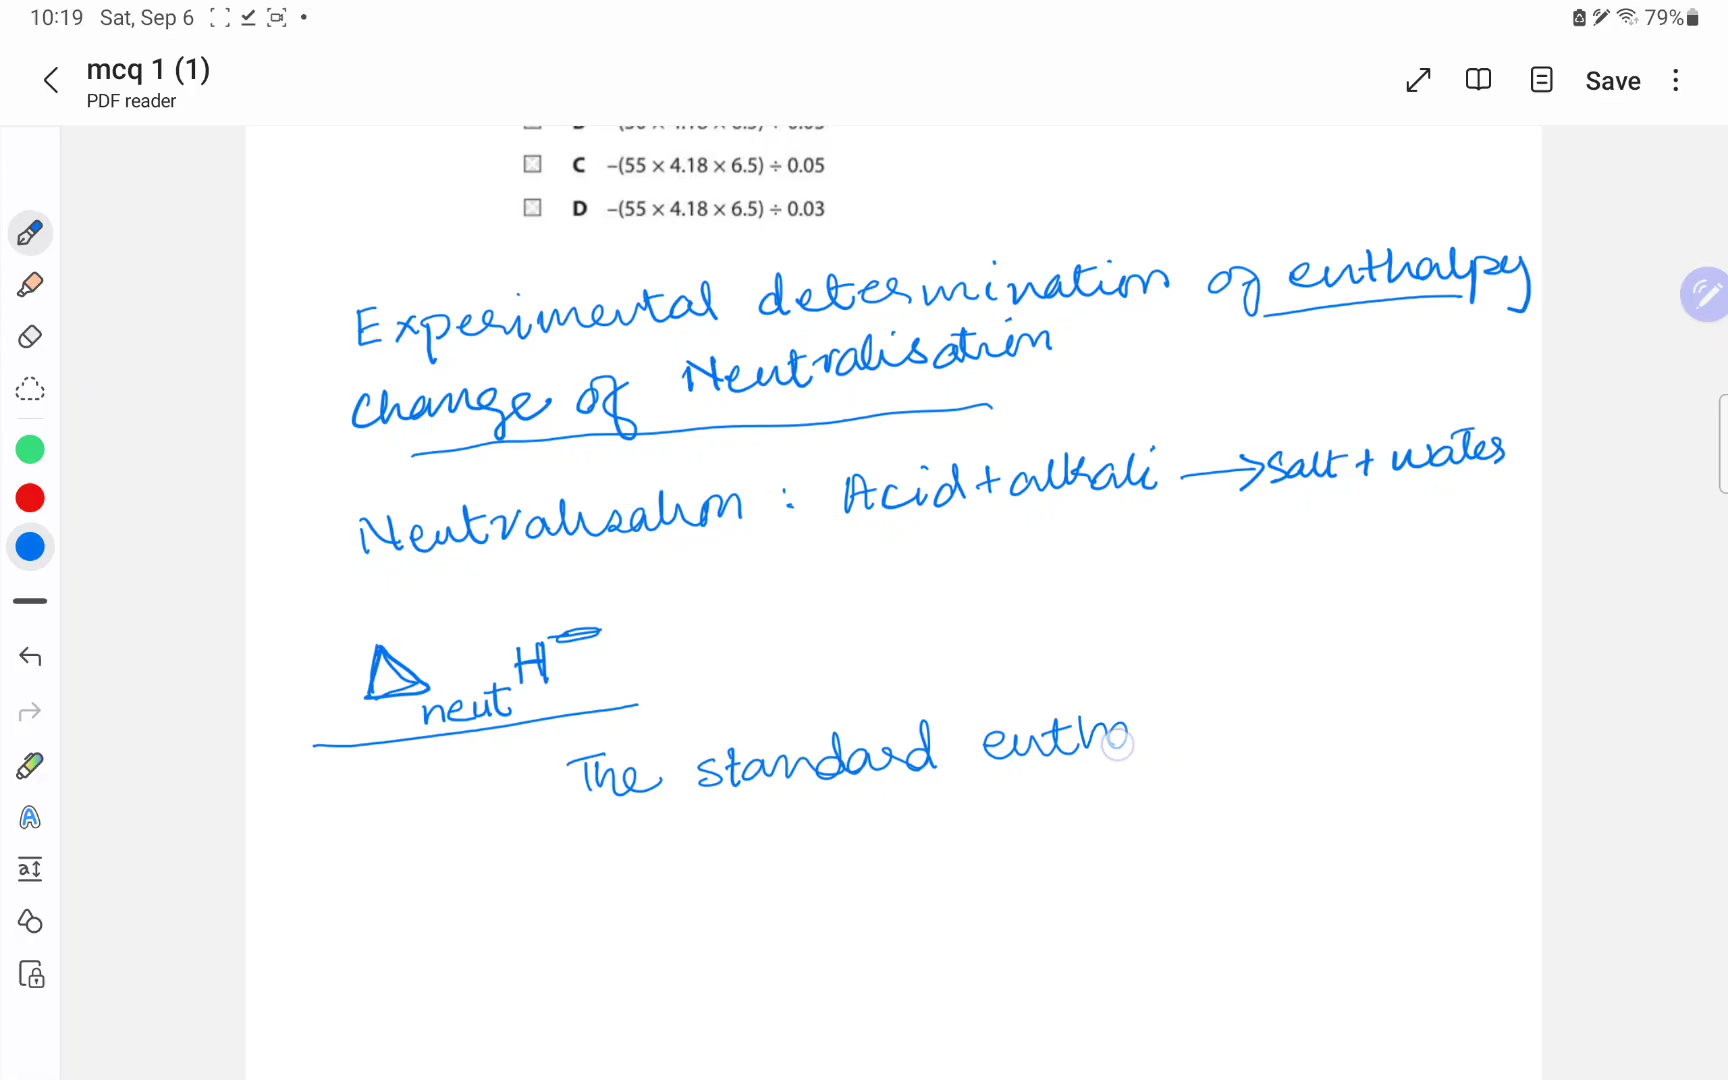 10:19 Sat, Sep 6 79%
mcq 1 (1)
PDF reader
Save
C −(55 × 4.18 × 6.5) ÷ 0.05
D −(55 × 4.18 × 6.5) ÷ 0.03
Experimental determination of enthalpy
change of Neutralisation
Neutralisation : Acid + alkali → Salt + water
Δneut H⦵
The standard entha